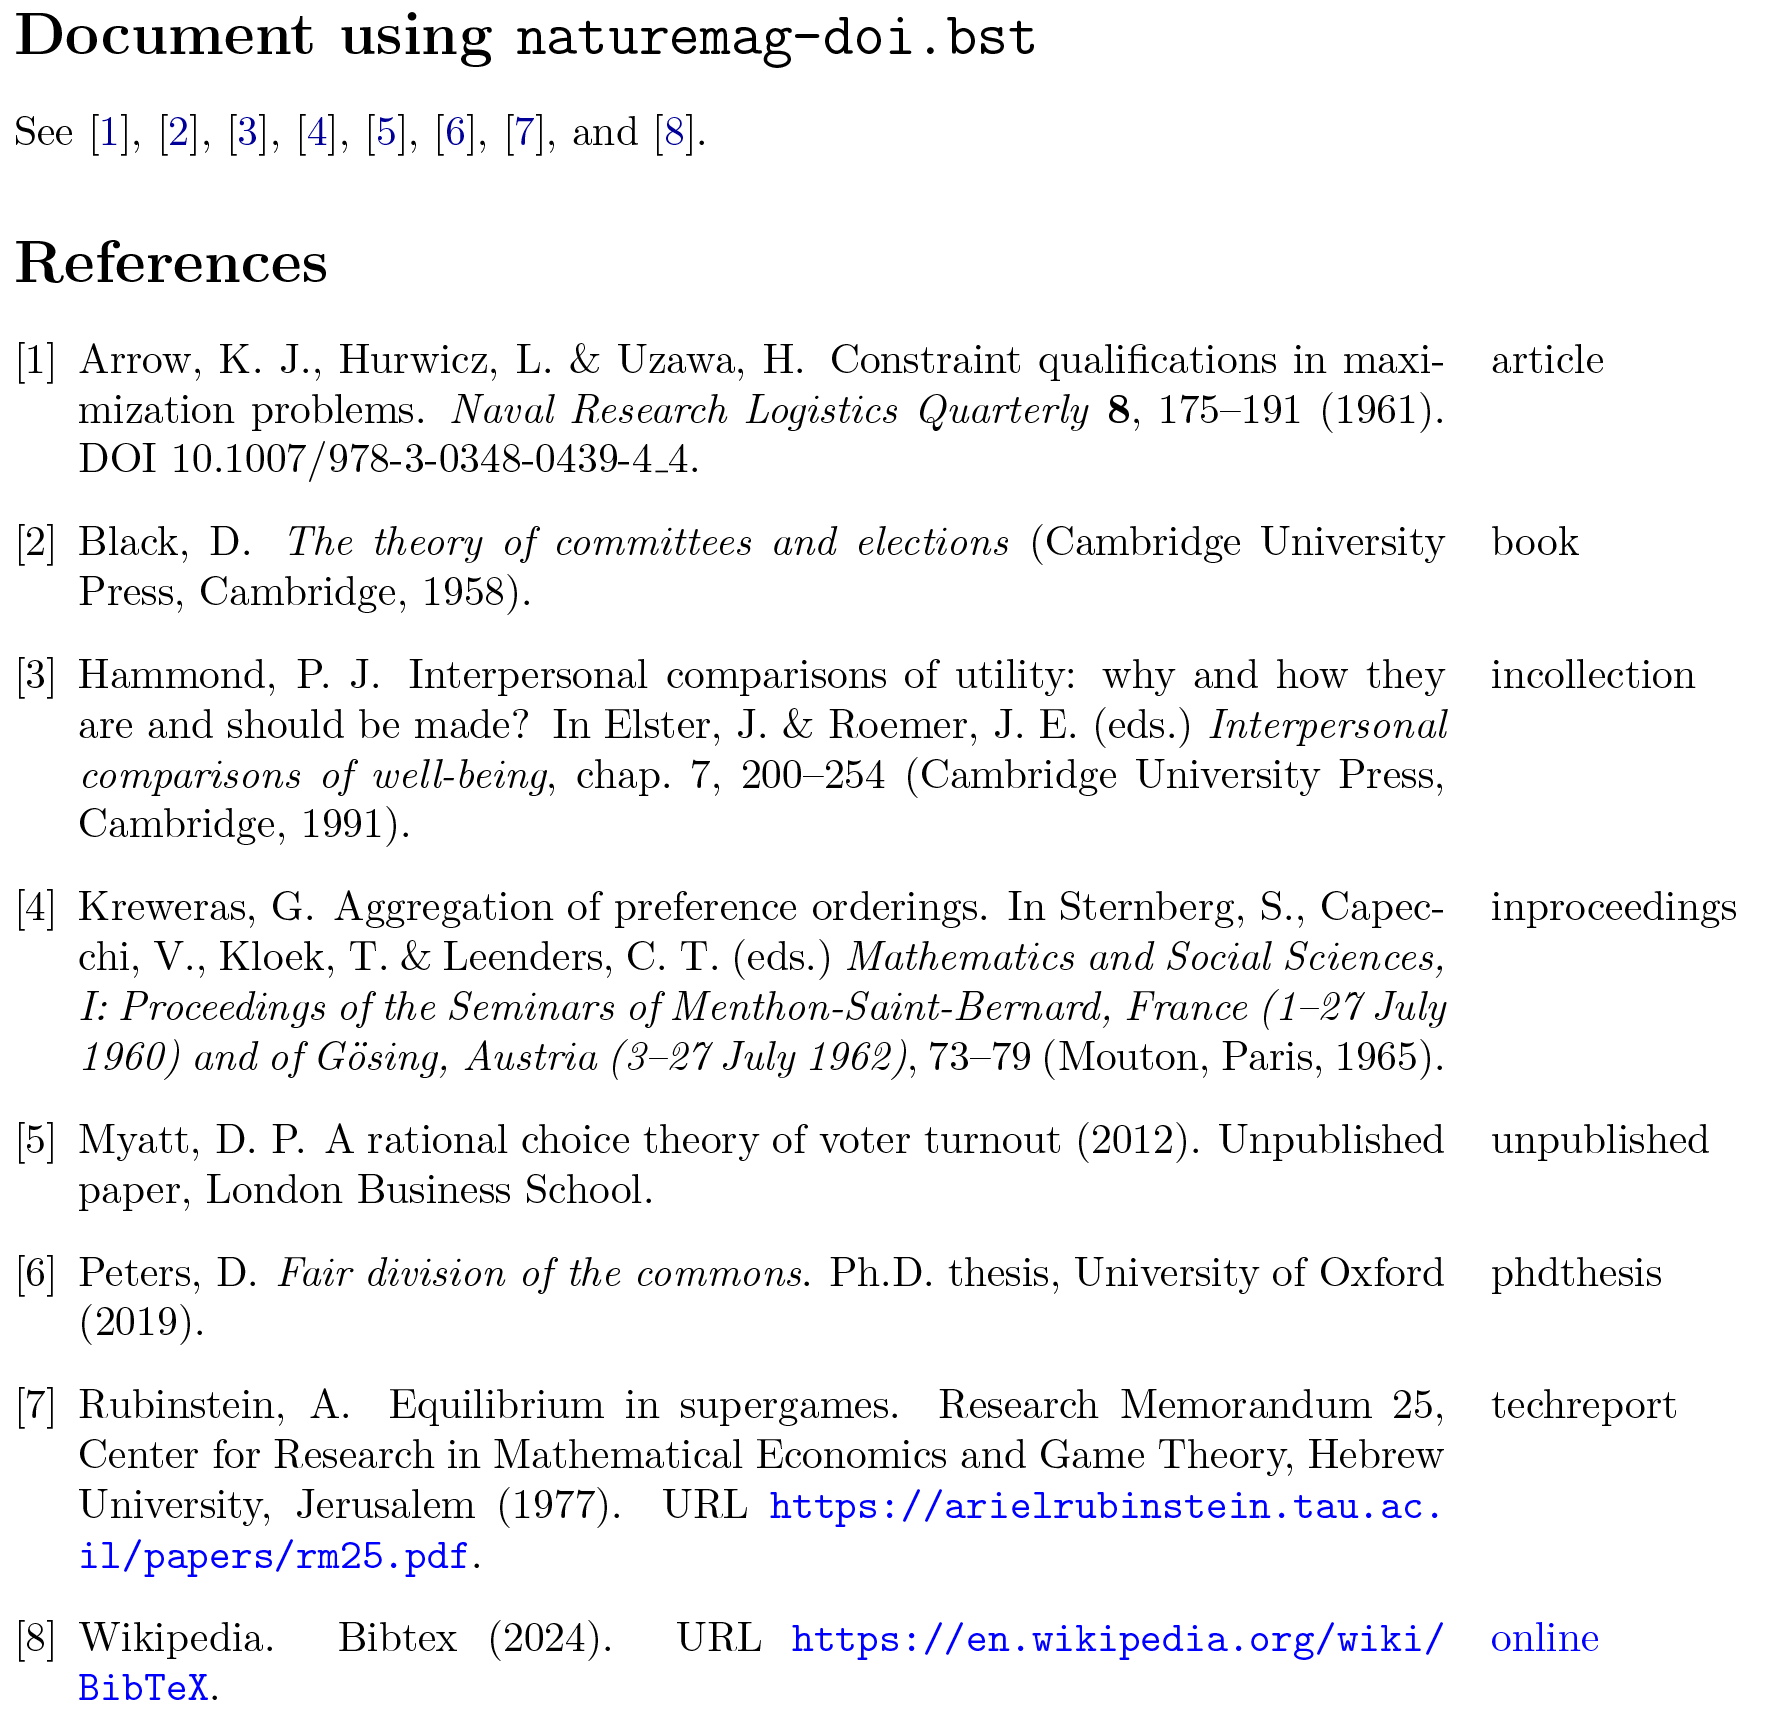 Document using naturemag-doi.bst
See [1], [2], [3], [4], [5], [6], [7], and [8].
References
[1] Arrow, K. J., Hurwicz, L. & Uzawa, H. Constraint qualifications in maxi- article
mization problems. Naval Research Logistics Quarterly 8, 175–191 (1961).
DOI 10.1007/978-3-0348-0439-4_4.
[2] Black, D. The theory of committees and elections (Cambridge University book
Press, Cambridge, 1958).
[3] Hammond, P. J. Interpersonal comparisons of utility: why and how they incollection
are and should be made? In Elster, J. & Roemer, J. E. (eds.) Interpersonal
comparisons of well-being, chap. 7, 200–254 (Cambridge University Press,
Cambridge, 1991).
[4] Kreweras, G. Aggregation of preference orderings. In Sternberg, S., Capec- inproceedings
chi, V., Kloek, T. & Leenders, C. T. (eds.) Mathematics and Social Sciences,
I: Proceedings of the Seminars of Menthon-Saint-Bernard, France (1–27 July
1960) and of Gösing, Austria (3–27 July 1962), 73–79 (Mouton, Paris, 1965).
[5] Myatt, D. P. A rational choice theory of voter turnout (2012). Unpublished unpublished
paper, London Business School.
[6] Peters, D. Fair division of the commons. Ph.D. thesis, University of Oxford phdthesis
(2019).
[7] Rubinstein, A. Equilibrium in supergames. Research Memorandum 25, techreport
Center for Research in Mathematical Economics and Game Theory, Hebrew
University, Jerusalem (1977). URL https://arielrubinstein.tau.ac.
il/papers/rm25.pdf.
[8] Wikipedia. Bibtex (2024). URL https://en.wikipedia.org/wiki/ online
BibTeX.